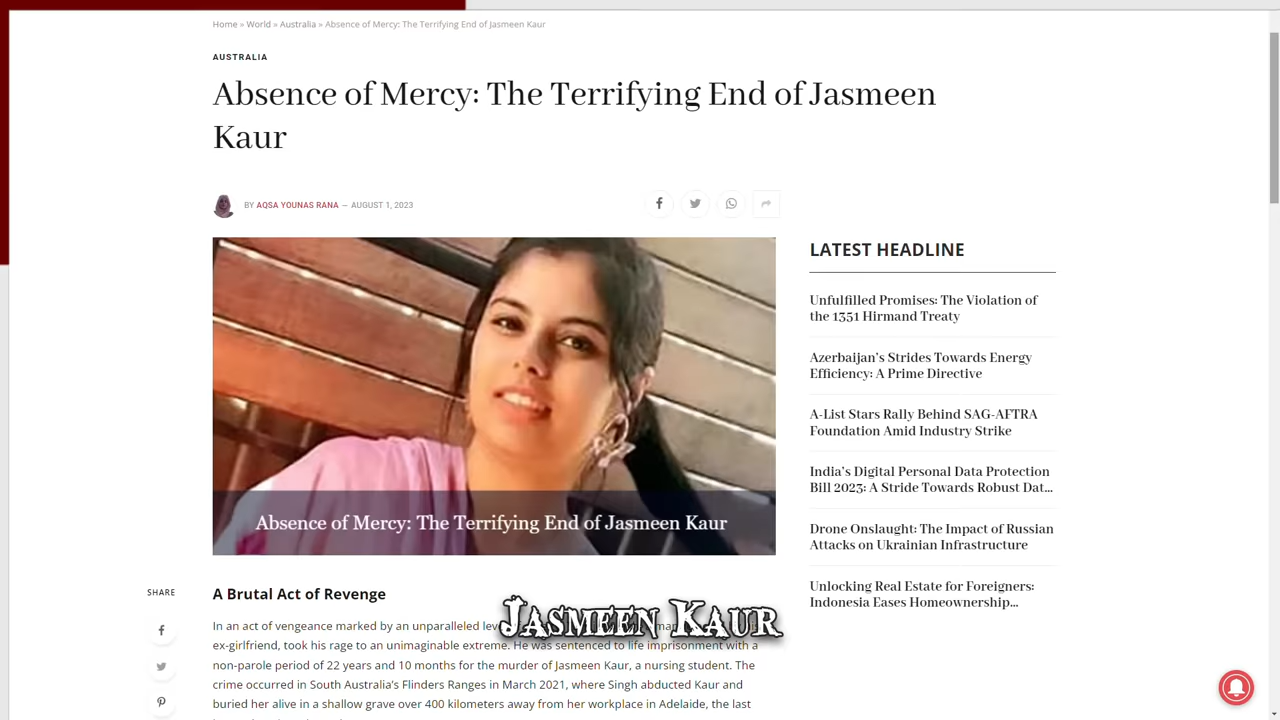 Home » World » Australia » Absence of Mercy: The Terrifying End of Jasmeen Kaur
AUSTRALIA
Absence of Mercy: The Terrifying End of Jasmeen
Kaur
BY AQSA YOUNAS RANA — AUGUST 1, 2023
Absence of Mercy: The Terrifying End of Jasmeen Kaur
LATEST HEADLINE
Unfulfilled Promises: The Violation of
the 1351 Hirmand Treaty
Azerbaijan's Strides Towards Energy
Efficiency: A Prime Directive
A-List Stars Rally Behind SAG-AFTRA
Foundation Amid Industry Strike
India's Digital Personal Data Protection
Bill 2023: A Stride Towards Robust Dat...
Drone Onslaught: The Impact of Russian
Attacks on Ukrainian Infrastructure
Unlocking Real Estate for Foreigners:
Indonesia Eases Homeownership...
SHARE
A Brutal Act of Revenge
Jasmeen Kaur
In an act of vengeance marked by an unparalleled
ex-girlfriend, took his rage to an unimaginable extreme. He was sentenced to life imprisonment with a
non-parole period of 22 years and 10 months for the murder of Jasmeen Kaur, a nursing student. The
crime occurred in South Australia's Flinders Ranges in March 2021, where Singh abducted Kaur and
buried her alive in a shallow grave over 400 kilometers away from her workplace in Adelaide, the last